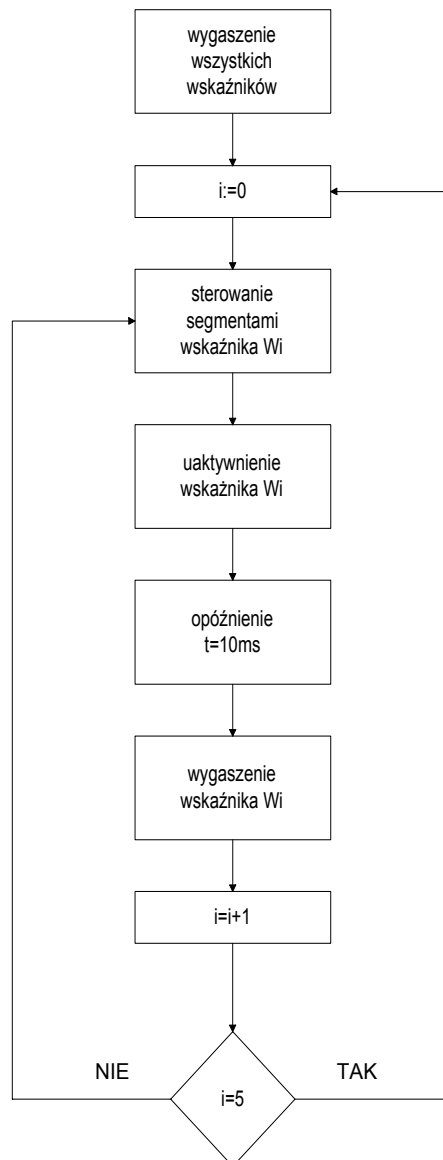 wygaszenie
wszystkich
wskaźników
i:=0
sterowanie
segmentami
wskaźnika Wi
uaktywnienie
wskaźnika Wi
opóźnienie
t=10ms
wygaszenie
wskaźnika Wi
i=i+1
NIE
i=5
TAK